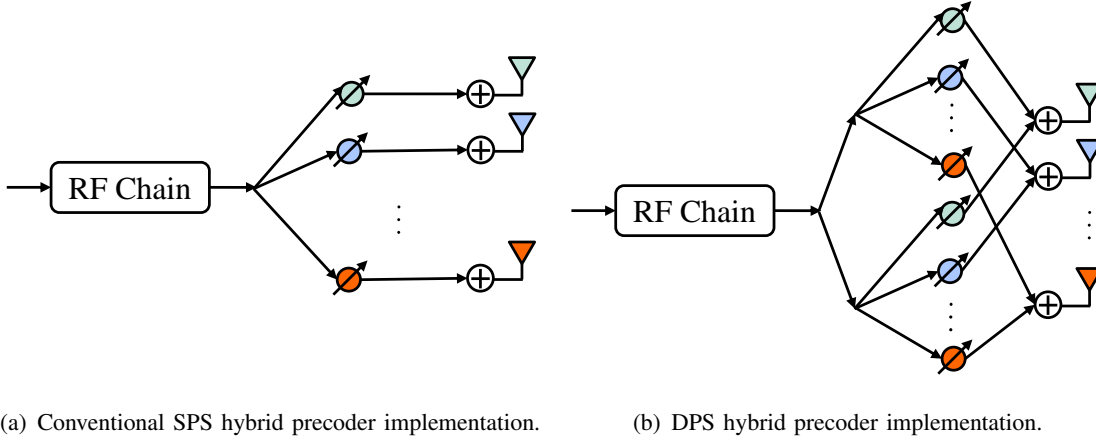 RF Chain
RF Chain
(a) Conventional SPS hybrid precoder implementation.
(b) DPS hybrid precoder implementation.